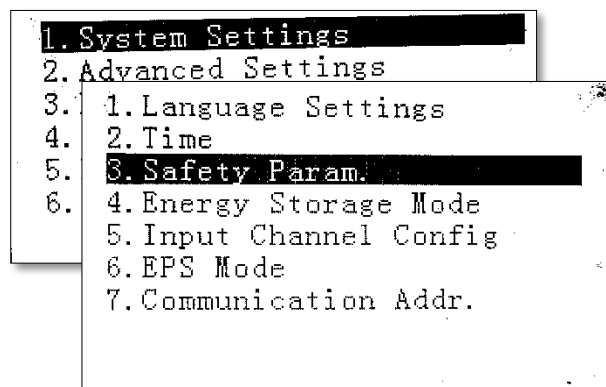 1.System Settings
2.Advanced Settings
3.
4.
5.
6.
1.Language Settings
2.Time
3.Safety Param.
4.Energy Storage Mode
5.Input Channel Config
6.EPS Mode
7.Communication Addr.